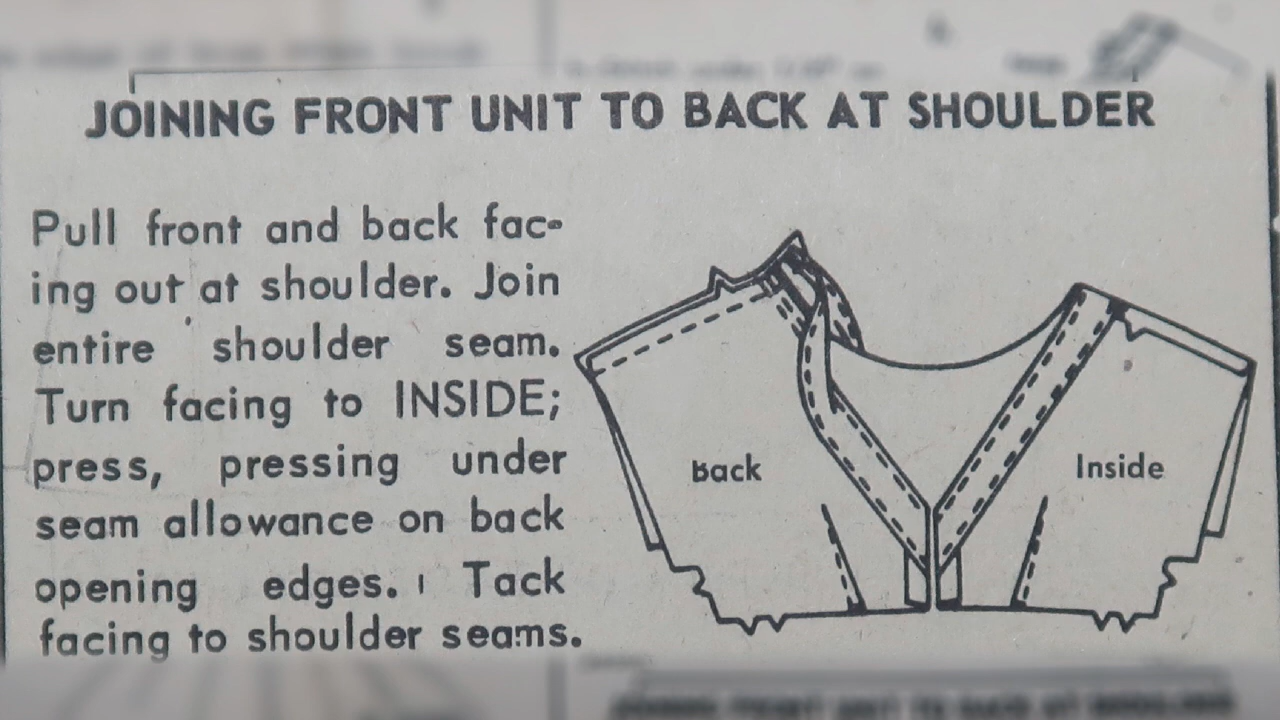 JOINING FRONT UNIT TO BACK AT SHOULDER
Pull front and back fac-
ing out at shoulder. Join
entire shoulder seam.
Turn facing to INSIDE;
press, pressing under
seam allowance on back
opening edges. Tack
facing to shoulder seams.
Back
Inside